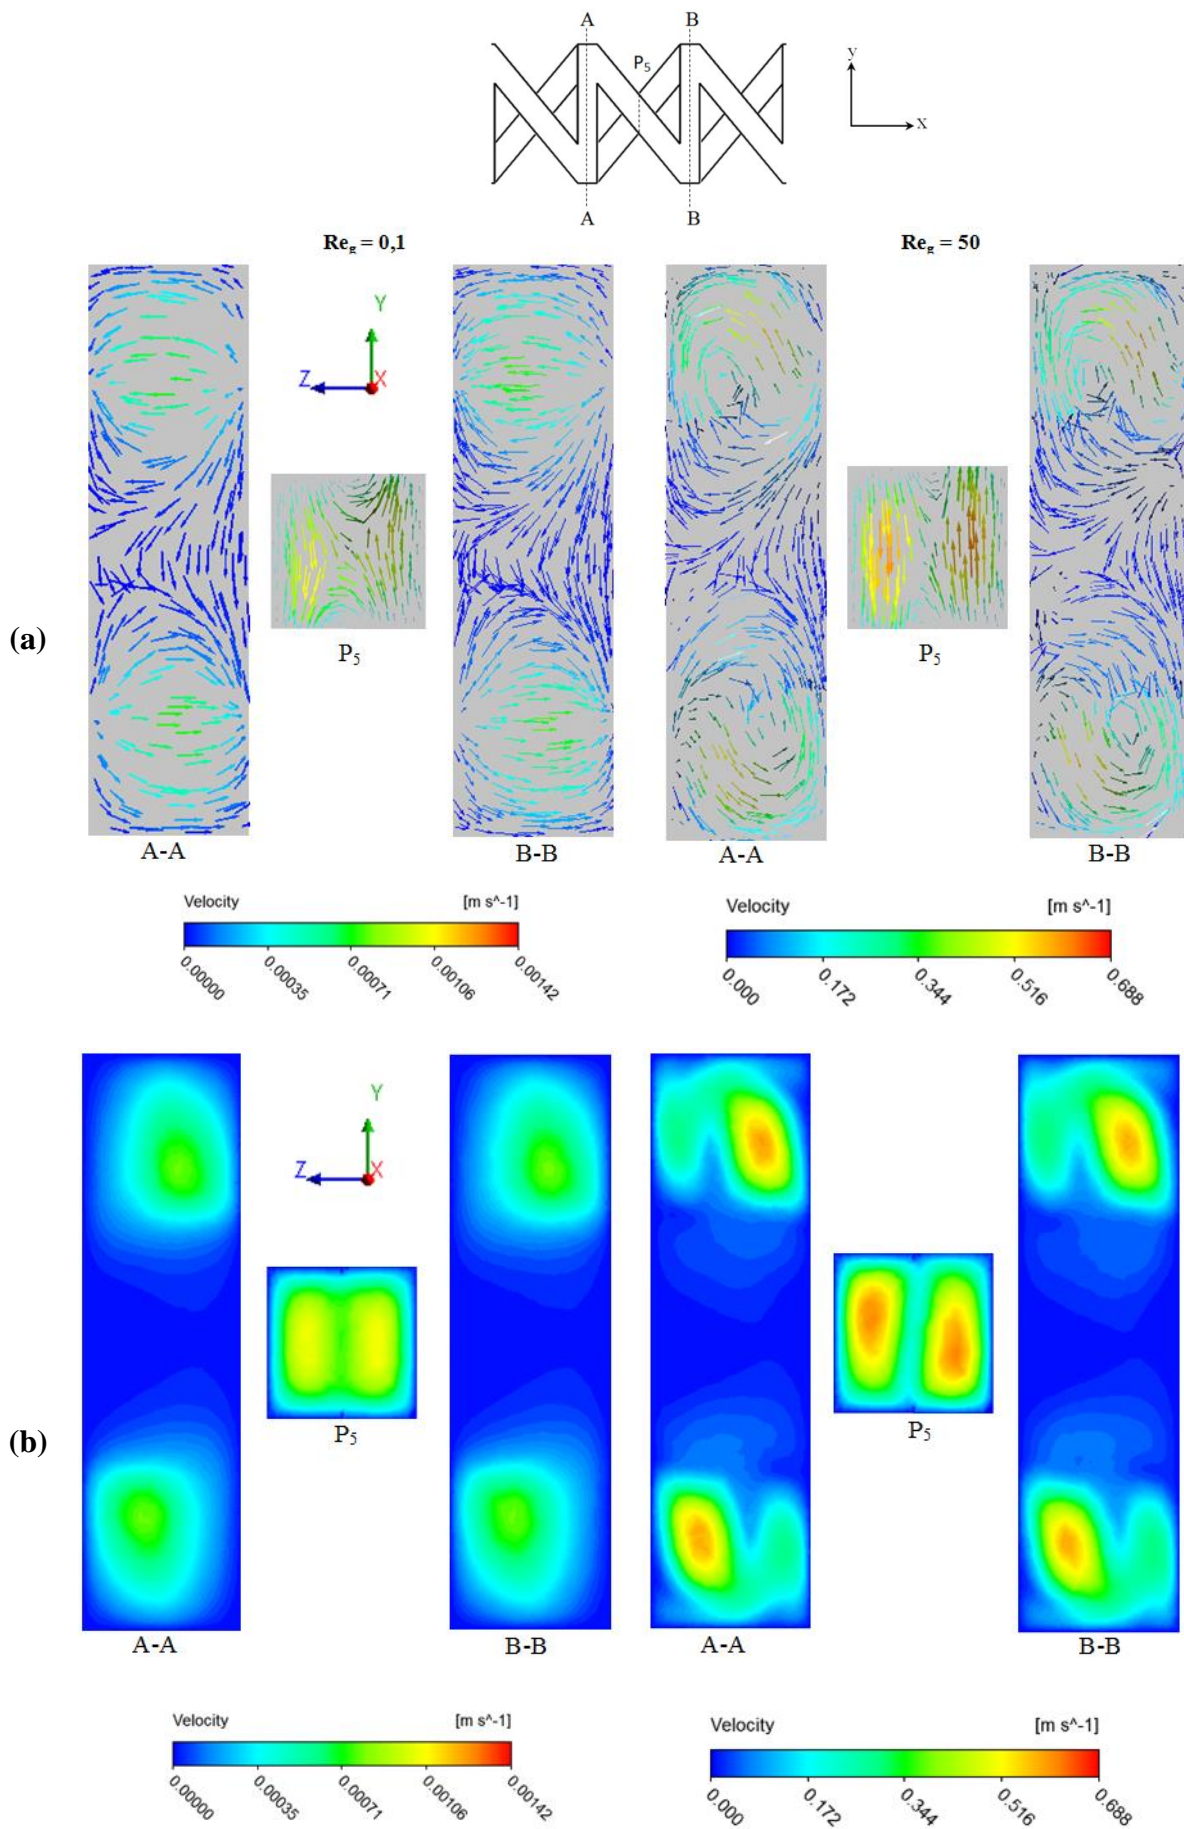 A B
P5
y
x
A B
Reg = 0,1 Reg = 50
Y
Z X
(a)
P5 P5
A-A B-B A-A B-B
Velocity [m s^-1] Velocity [m s^-1]
0.00000 0.00035 0.00071 0.00106 0.00142 0.000 0.172 0.344 0.516 0.688
Y
Z X
(b)
P5 P5
A-A B-B A-A B-B
Velocity [m s^-1] Velocity [m s^-1]
0.00000 0.00035 0.00071 0.00106 0.00142 0.000 0.172 0.344 0.516 0.688